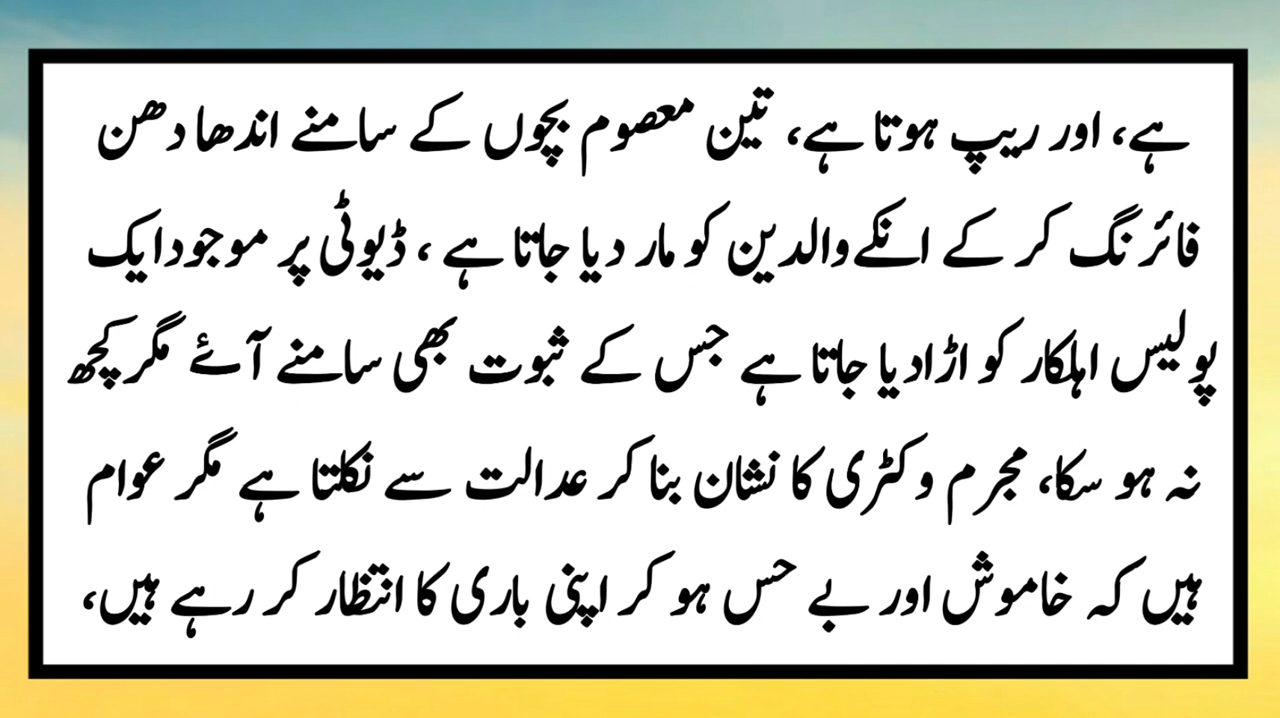 ہے، اور ریپ ہوتا ہے، تین معصوم بچوں کے سامنے اندھا دھن
فائرنگ کر کے انکے والدین کو مار دیا جاتا ہے ، ڈیوٹی پر موجود ایک
پولیس اہلکار کو اڑا دیا جاتا ہے جس کے ثبوت بھی سامنے آئے مگر کچھ
نہ ہو سکا، مجرم وکٹری کا نشان بنا کر عدالت سے نکلتا ہے مگر عوام
ہیں کہ خاموش اور بے حس ہو کر اپنی باری کا انتظار کر رہے ہیں،